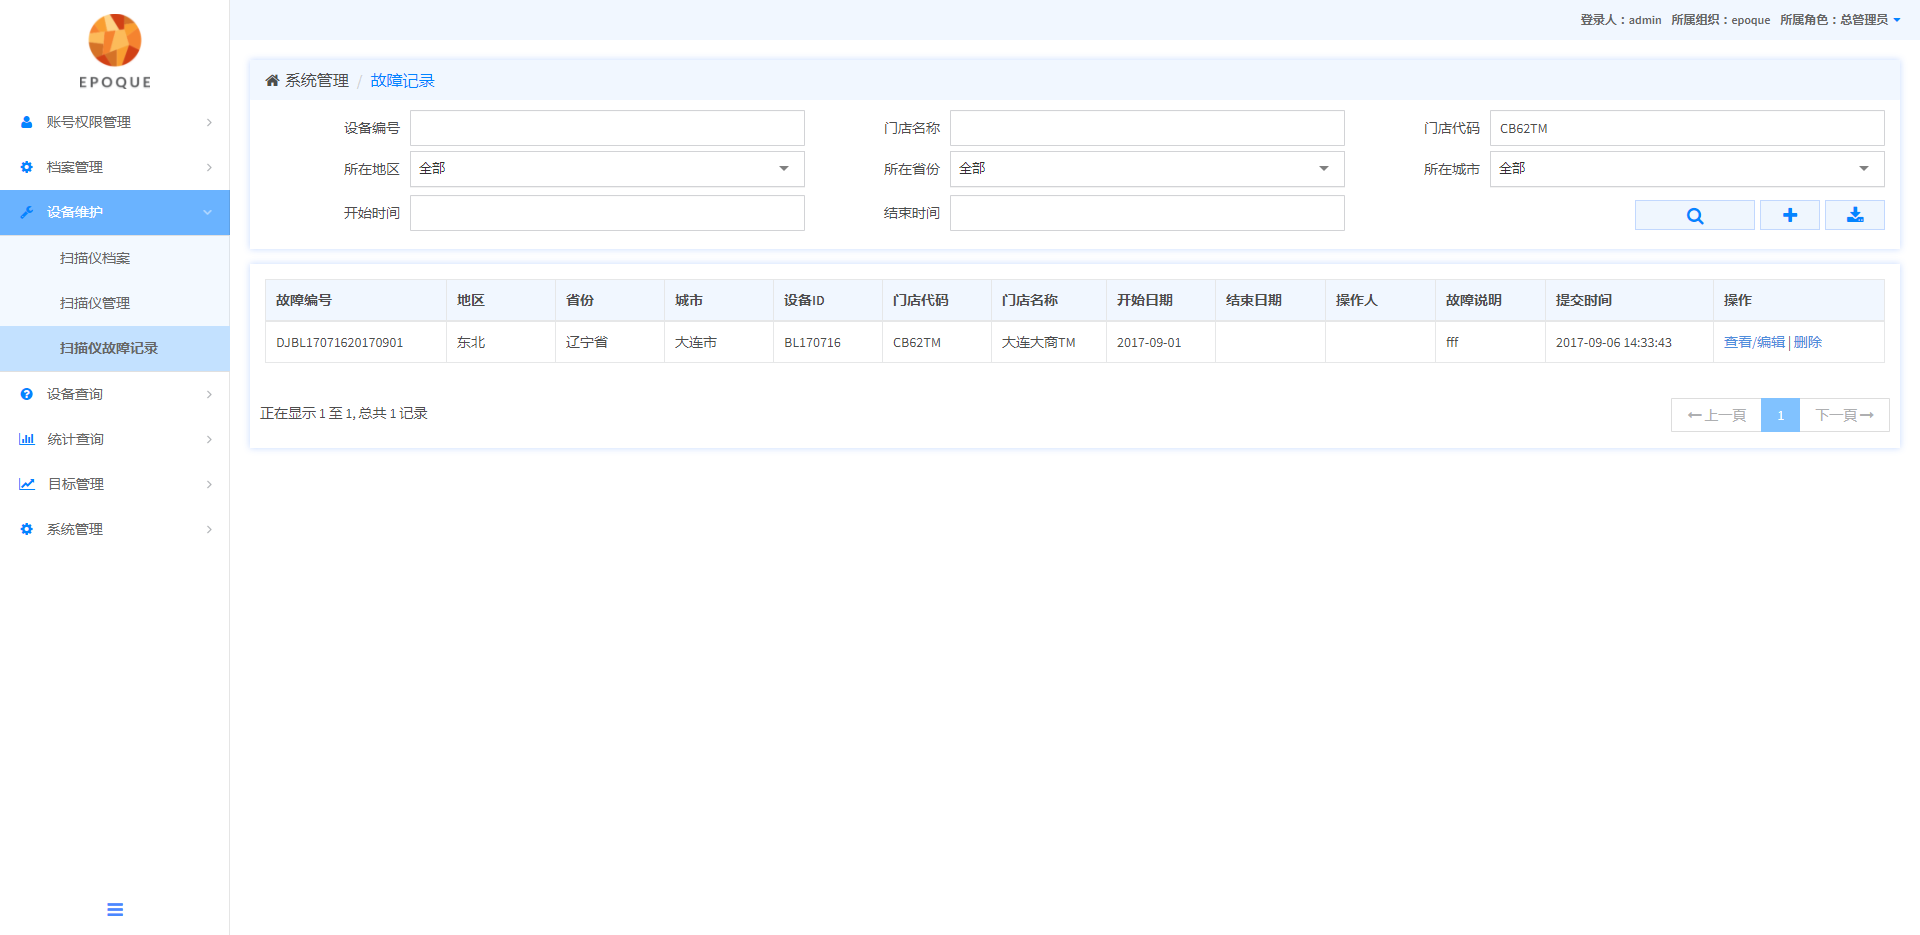 登录人：admin 所属组织：epoque 所属角色：总管理员
EPOQUE
账号权限管理
档案管理
设备维护
扫描仪档案
扫描仪管理
扫描仪故障记录
设备查询
统计查询
目标管理
系统管理
系统管理 / 故障记录
设备编号 门店名称 门店代码 CB62TM
所在地区 全部 所在省份 全部 所在城市 全部
开始时间 结束时间
故障编号 地区 省份 城市 设备ID 门店代码 门店名称 开始日期 结束日期 操作人 故障说明 提交时间 操作
DJBL17071620170901 东北 辽宁省 大连市 BL170716 CB62TM 大连大商TM 2017-09-01 fff 2017-09-06 14:33:43 查看/编辑 | 删除
正在显示 1 至 1, 总共 1 记录
←上一頁 1 下一頁→